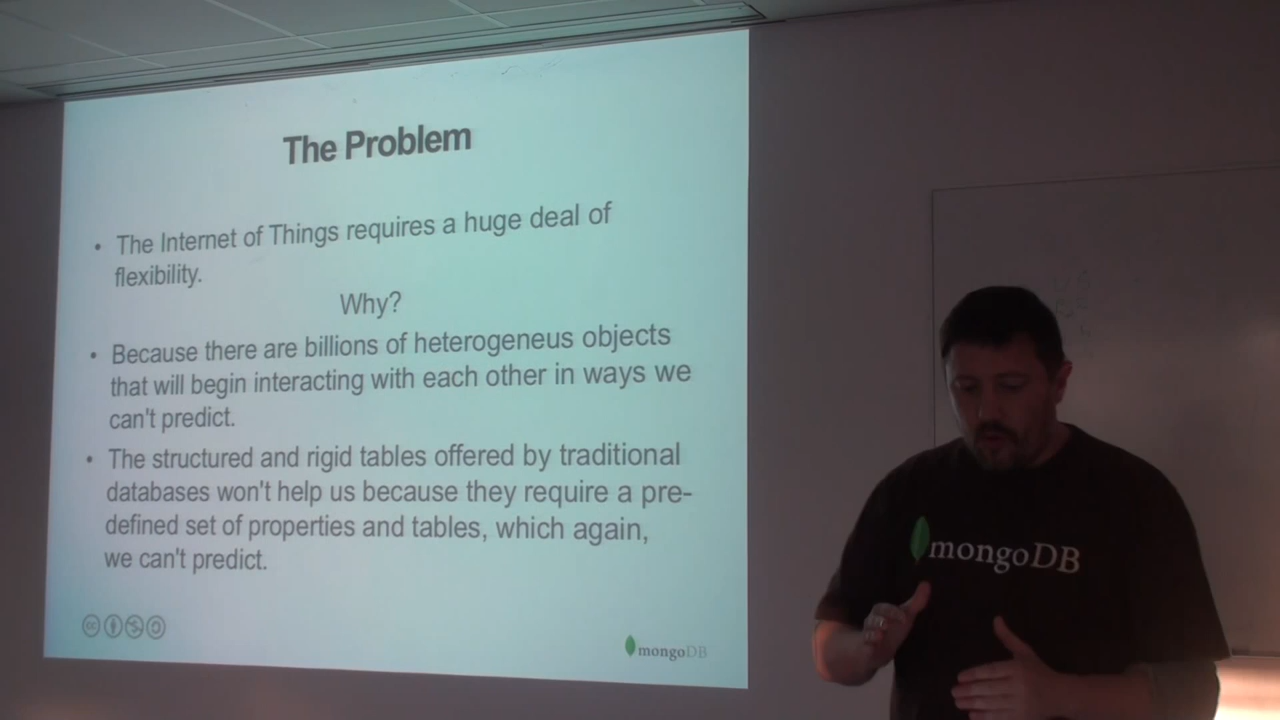 The Problem
• The Internet of Things requires a huge deal of
flexibility.
Why?
• Because there are billions of heterogeneus objects
that will begin interacting with each other in ways we
can't predict.
• The structured and rigid tables offered by traditional
databases won't help us because they require a pre-
defined set of properties and tables, which again,
we can't predict.
cc
mongoDB
mongoDB